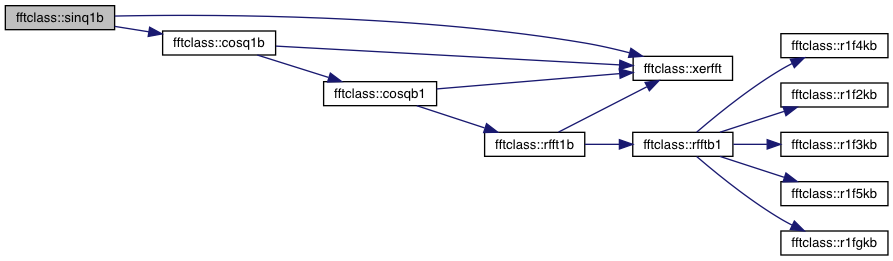 fftclass::sinq1b
fftclass::cosq1b
fftclass::cosqb1
fftclass::rfft1b
fftclass::xerfft
fftclass::rfftb1
fftclass::r1f4kb
fftclass::r1f2kb
fftclass::r1f3kb
fftclass::r1f5kb
fftclass::r1fgkb